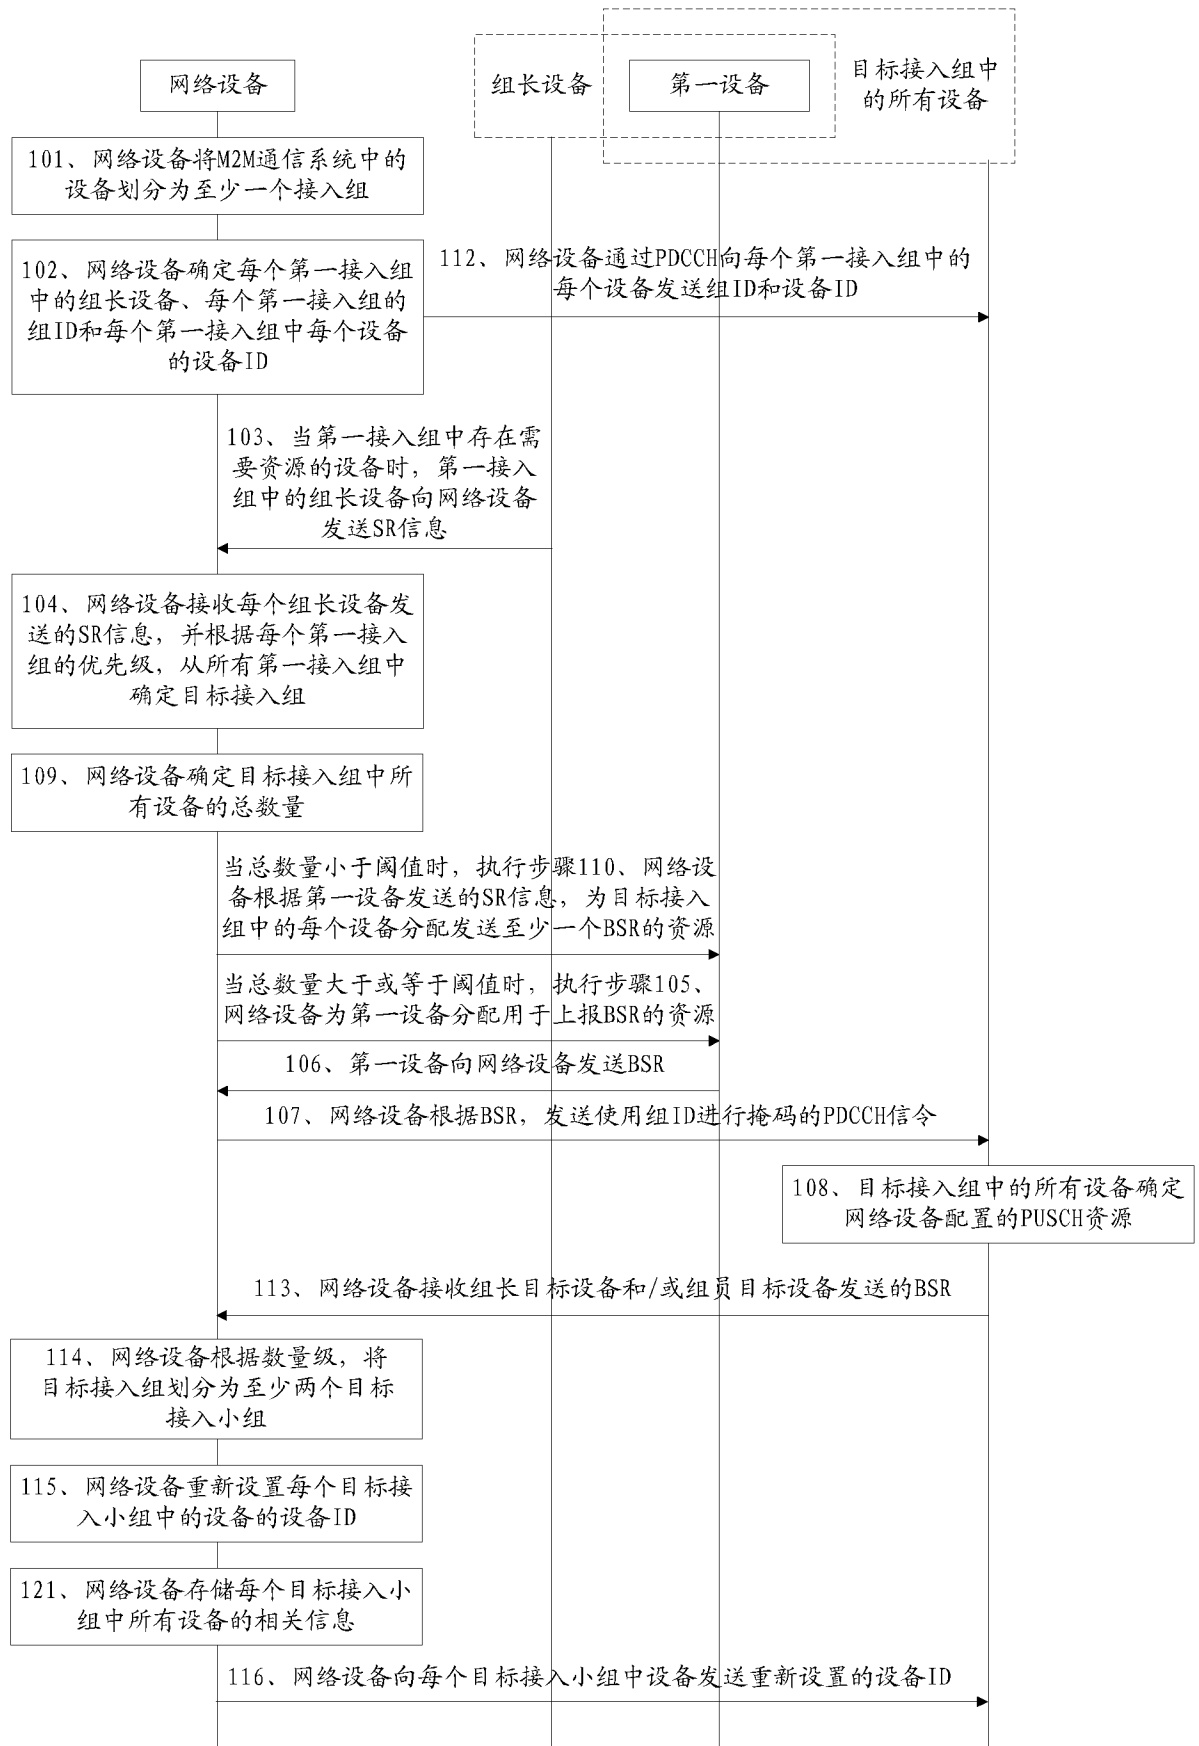 网络设备
组长设备
第一设备
目标接入组中
的所有设备
101、网络设备将M2M通信系统中的
设备划分为至少一个接入组
102、网络设备确定每个第一接入组
中的组长设备、每个第一接入组的
组ID和每个第一接入组中每个设备
的设备ID
112、网络设备通过PDCCH向每个第一接入组中的
每个设备发送组ID和设备ID
103、当第一接入组中存在需
要资源的设备时，第一接入
组中的组长设备向网络设备
发送SR信息
104、网络设备接收每个组长设备发
送的SR信息，并根据每个第一接入
组的优先级，从所有第一接入组中
确定目标接入组
109、网络设备确定目标接入组中所
有设备的总数量
当总数量小于阈值时，执行步骤110、网络设
备根据第一设备发送的SR信息，为目标接入
组中的每个设备分配发送至少一个BSR的资源
当总数量大于或等于阈值时，执行步骤105、
网络设备为第一设备分配用于上报BSR的资源
106、第一设备向网络设备发送BSR
107、网络设备根据BSR，发送使用组ID进行掩码的PDCCH信令
108、目标接入组中的所有设备确定
网络设备配置的PUSCH资源
113、网络设备接收组长目标设备和/或组员目标设备发送的BSR
114、网络设备根据数量级，将
目标接入组划分为至少两个目标
接入小组
115、网络设备重新设置每个目标接
入小组中的设备的设备ID
121、网络设备存储每个目标接入小
组中所有设备的相关信息
116、网络设备向每个目标接入小组中设备发送重新设置的设备ID